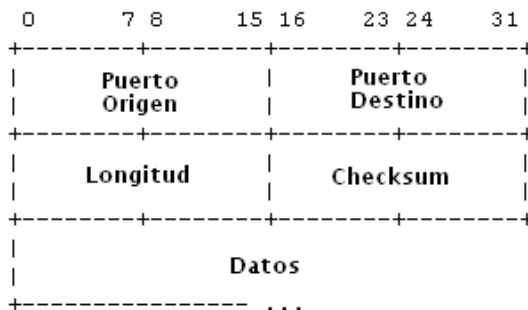 0 7 8 15 16 23 24 31
+--------+--------+--------+--------+
| Puerto | Puerto |
| Origen | Destino |
+--------+--------+--------+--------+
| Longitud | Checksum |
+--------+--------+--------+--------+
| Datos
+--------------- ...